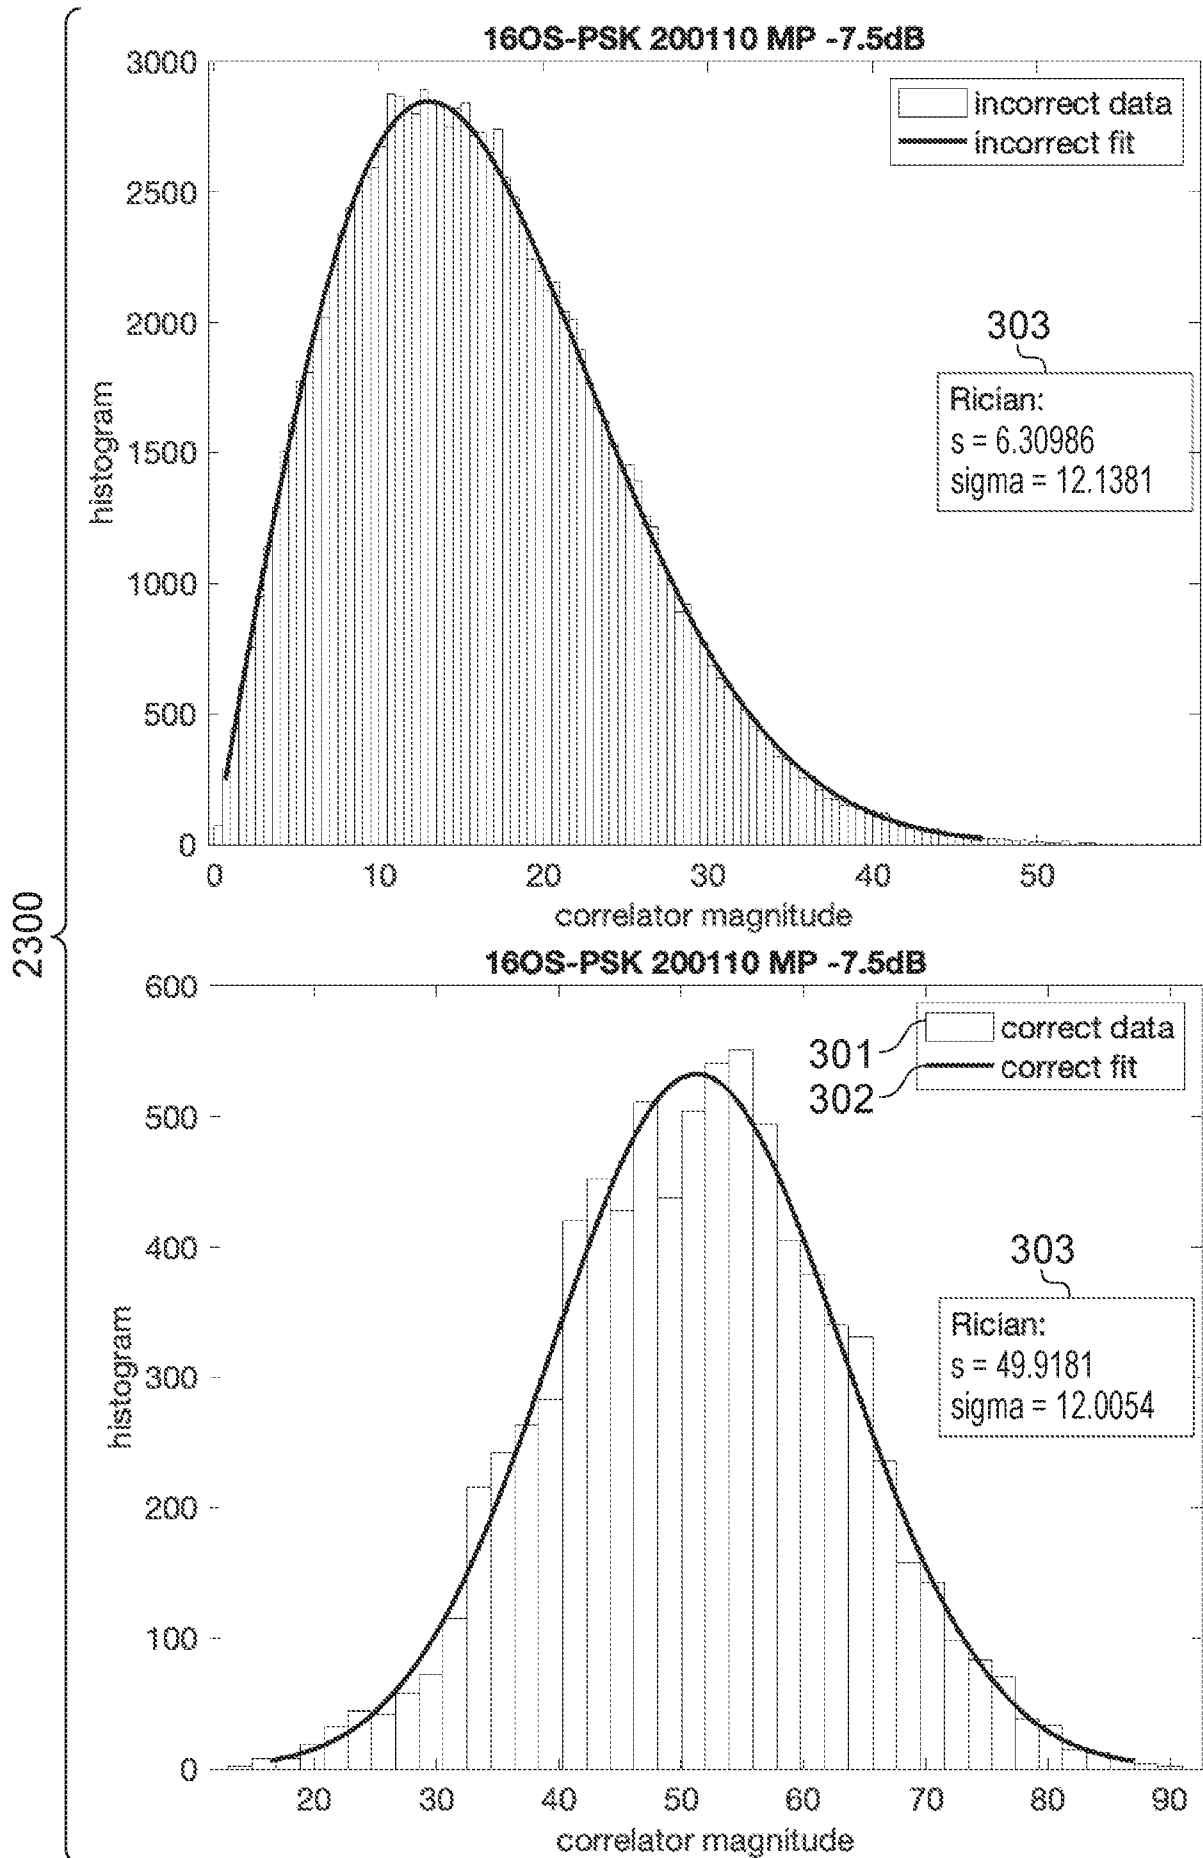 2300
16OS-PSK 200110 MP -7.5dB
3000
2500
2000
1500
1000
500
0
histogram
incorrect data
incorrect fit
303
Rician:
s = 6.30986
sigma = 12.1381
0 10 20 30 40 50
correlator magnitude
16OS-PSK 200110 MP -7.5dB
600
500
400
300
200
100
0
histogram
301
correct data
302
correct fit
303
Rician:
s = 49.9181
sigma = 12.0054
20 30 40 50 60 70 80 90
correlator magnitude